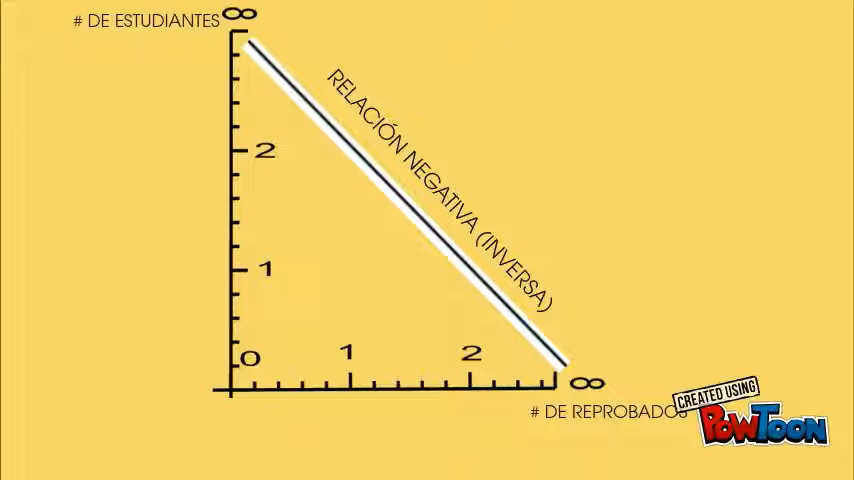 # DE ESTUDIANTES
∞
RELACIÓN NEGATIVA (INVERSA)
2
1
0
1
2
∞
# DE REPROBADOS
CREATED USING
POWTOON